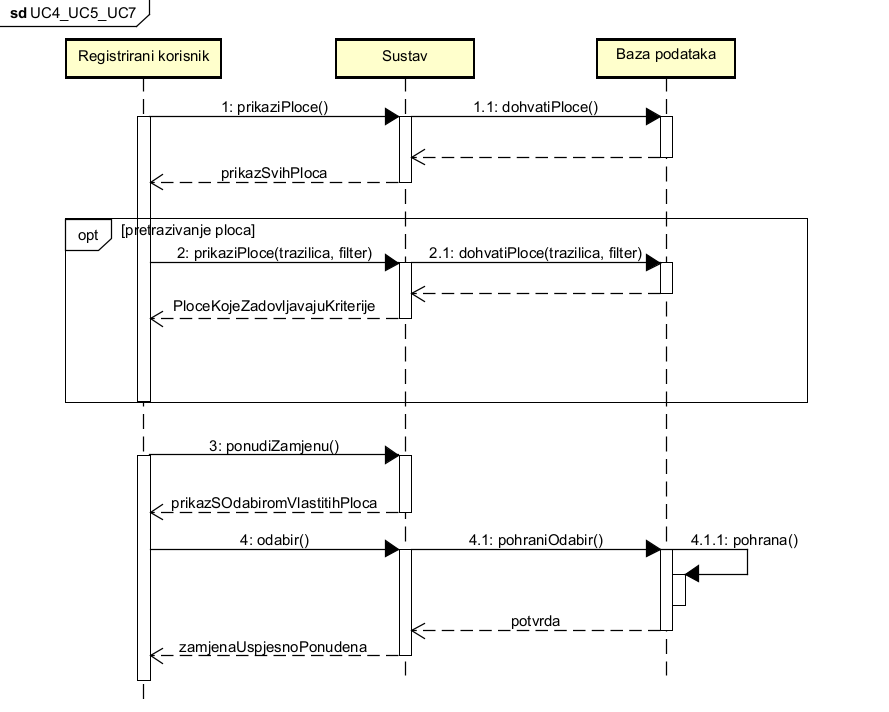 sd UC4_UC5_UC7
Registrirani korisnik
Sustav
Baza podataka
1: prikaziPloce()
1.1: dohvatiPloce()
prikazSvihPloca
opt
[pretrazivanje ploca]
2: prikaziPloce(trazilica, filter)
2.1: dohvatiPloce(trazilica, filter)
PloceKojeZadovljavajuKriterije
3: ponudiZamjenu()
prikazSOdabiromVlastitihPloca
4: odabir()
4.1: pohraniOdabir()
4.1.1: pohrana()
potvrda
zamjenaUspjesnoPonudena